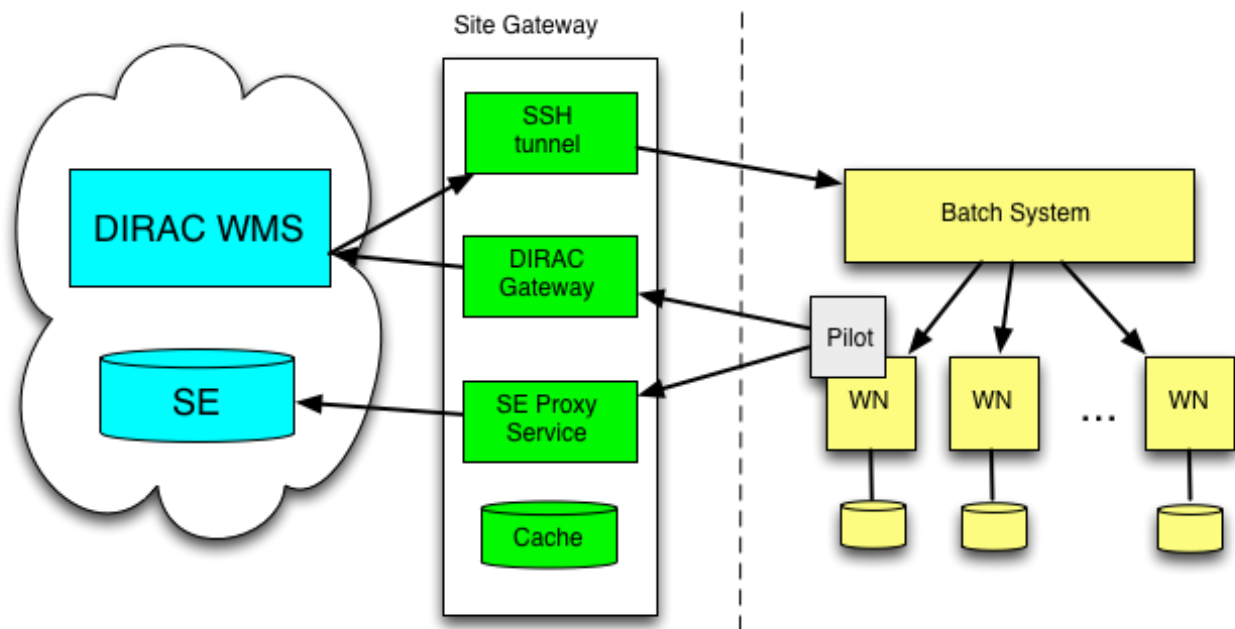 Site Gateway
SSH
tunnel
DIRAC WMS
Batch System
DIRAC
Gateway
Pilot
SE
SE Proxy
Service
WN
WN
...
WN
Cache